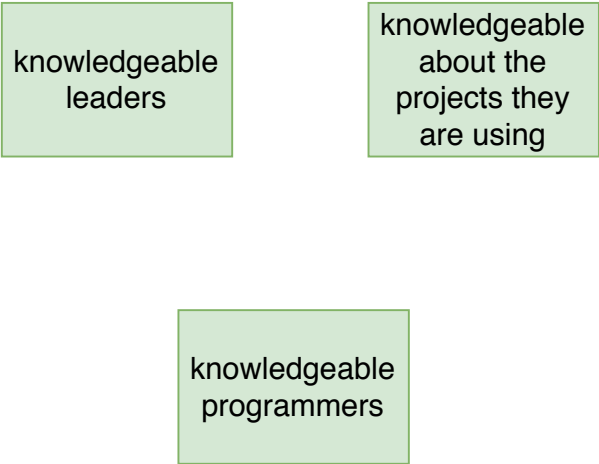 knowledgeable
leaders
knowledgeable
about the
projects they
are using
knowledgeable
programmers